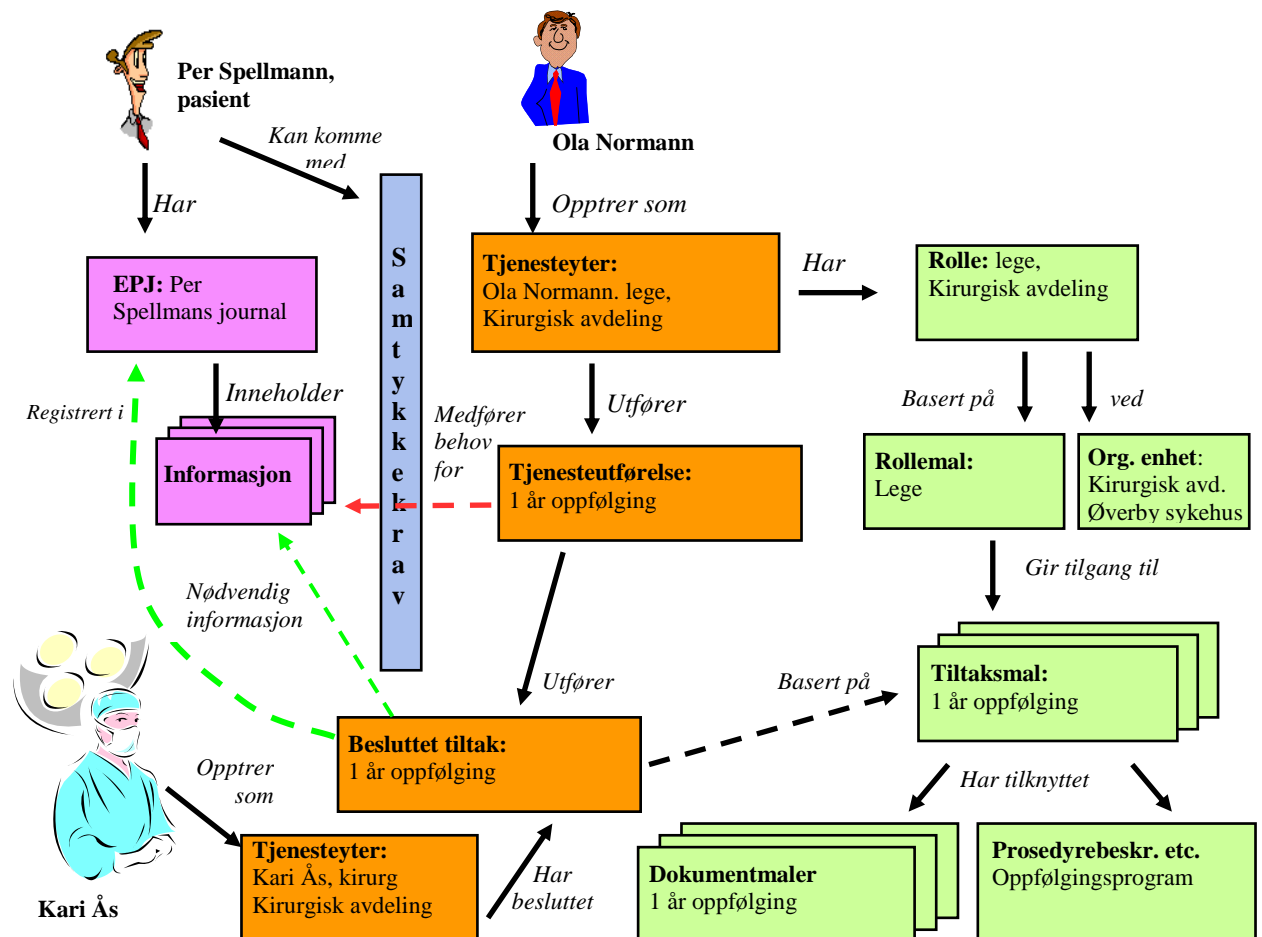 Per Spellmann,
pasient
Kan komme
med
Ola Normann
Har
Opptrer som
EPJ: Per
Spellmans journal
Samtykkekrav
Tjenesteyter:
Ola Normann. lege,
Kirurgisk avdeling
Har
Rolle: lege,
Kirurgisk avdeling
Registrert i
Inneholder
Medfører
behov
for
Utfører
Basert på
ved
Informasjon
Tjenesteutførelse:
1 år oppfølging
Rollemal:
Lege
Org. enhet:
Kirurgisk avd.
Øverby sykehus
Nødvendig
informasjon
Gir tilgang til
Utfører
Basert på
Tiltaksmal:
1 år oppfølging
Besluttet tiltak:
1 år oppfølging
Opptrer
som
Har tilknyttet
Tjenesteyter:
Kari Ås, kirurg
Kirurgisk avdeling
Har
besluttet
Dokumentmaler
1 år oppfølging
Prosedyrebeskr. etc.
Oppfølgingsprogram
Kari Ås